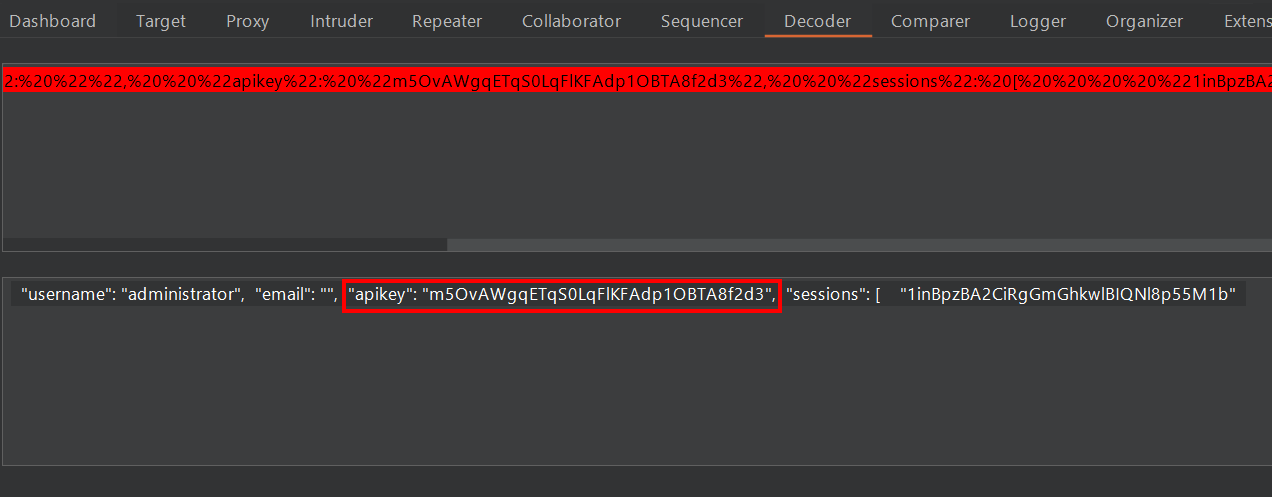 Dashboard Target Proxy Intruder Repeater Collaborator Sequencer Decoder Comparer Logger Organizer Extens
2:%20%22%22,%20%20%22apikey%22:%20%22m5OvAWgqETqS0LqFlKFAdp1OBTA8f2d3%22,%20%20%22sessions%22:%20[%20%20%20%20%221inBpzBA2
"username": "administrator", "email": "", "apikey": "m5OvAWgqETqS0LqFlKFAdp1OBTA8f2d3", "sessions": [ "1inBpzBA2CiRgGmGhkwlBIQNl8p55M1b"